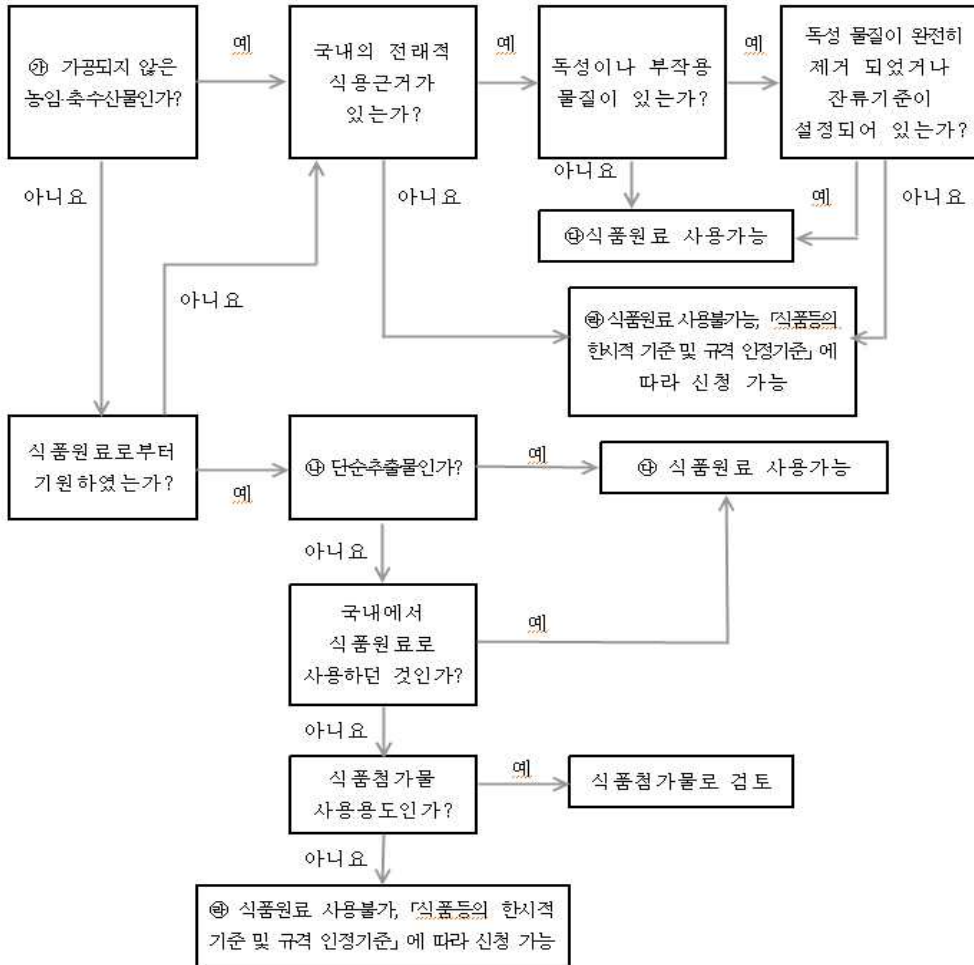 ㉮ 가공되지 않은
농임·축수산물인가?
예
국내의 전래적
식용근거가
있는가?
예
독성이나 부작용
물질이 있는가?
예
독성 물질이 완전히
제거 되었거나
잔류기준이
설정되어 있는가?
아니요
아니요
아니요
예
아니요
㉰식품원료 사용가능
아니요
㉱ 식품원료 사용불가능, 「식품등의
한시적 기준 및 규격 인정기준」에
따라 신청 가능
식품원료로부터
기원하였는가?
예
㉯ 단순추출물인가?
예
㉰ 식품원료 사용가능
아니요
국내에서
식품원료로
사용하던 것인가?
예
아니요
식품첨가물
사용용도인가?
예
식품첨가물로 검토
아니요
㉱ 식품원료 사용불가, 「식품등의 한시적
기준 및 규격 인정기준」에 따라 신청 가능